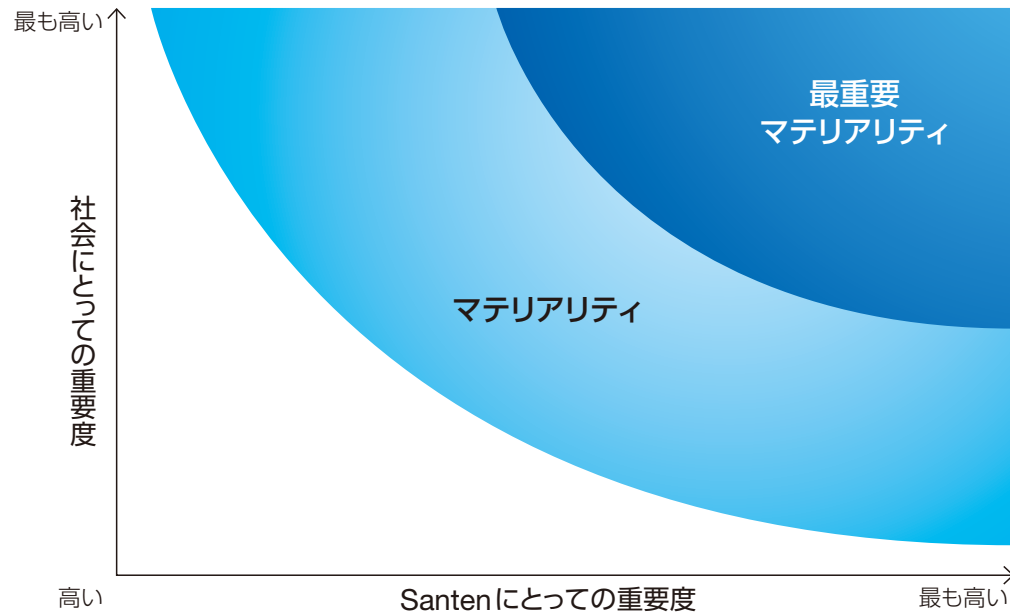 最も高い
最重要
マテリアリティ
社会にとっての重要度
マテリアリティ
高い
Santenにとっての重要度
最も高い